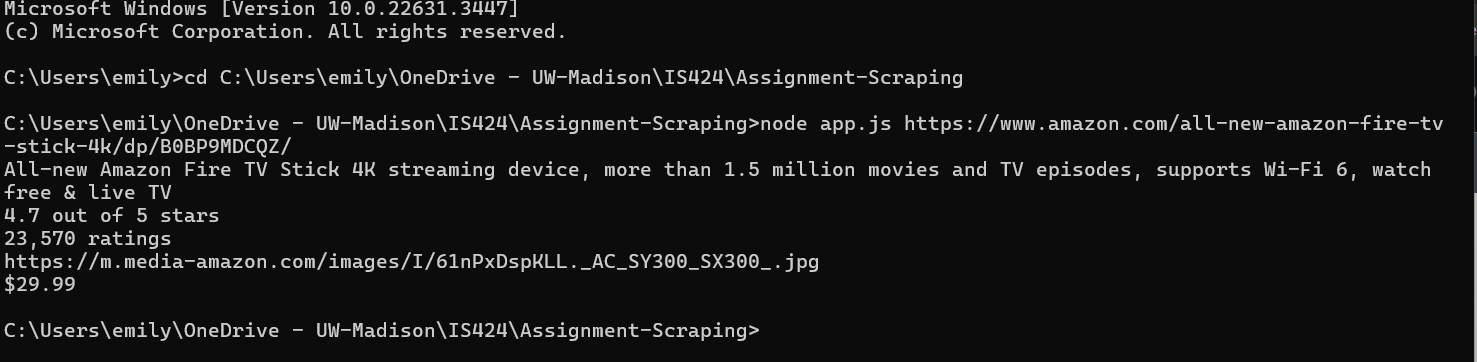 Microsoft Windows [Version 10.0.22631.3447]
(c) Microsoft Corporation. All rights reserved.
C:\Users\emily>cd C:\Users\emily\OneDrive - UW-Madison\IS424\Assignment-Scraping
C:\Users\emily\OneDrive - UW-Madison\IS424\Assignment-Scraping>node app.js https://www.amazon.com/all-new-amazon-fire-tv
-stick-4k/dp/B0BP9MDCQZ/
All-new Amazon Fire TV Stick 4K streaming device, more than 1.5 million movies and TV episodes, supports Wi-Fi 6, watch
free & live TV
4.7 out of 5 stars
23,570 ratings
https://m.media-amazon.com/images/I/61nPxDspKLL._AC_SY300_SX300_.jpg
$29.99
C:\Users\emily\OneDrive - UW-Madison\IS424\Assignment-Scraping>